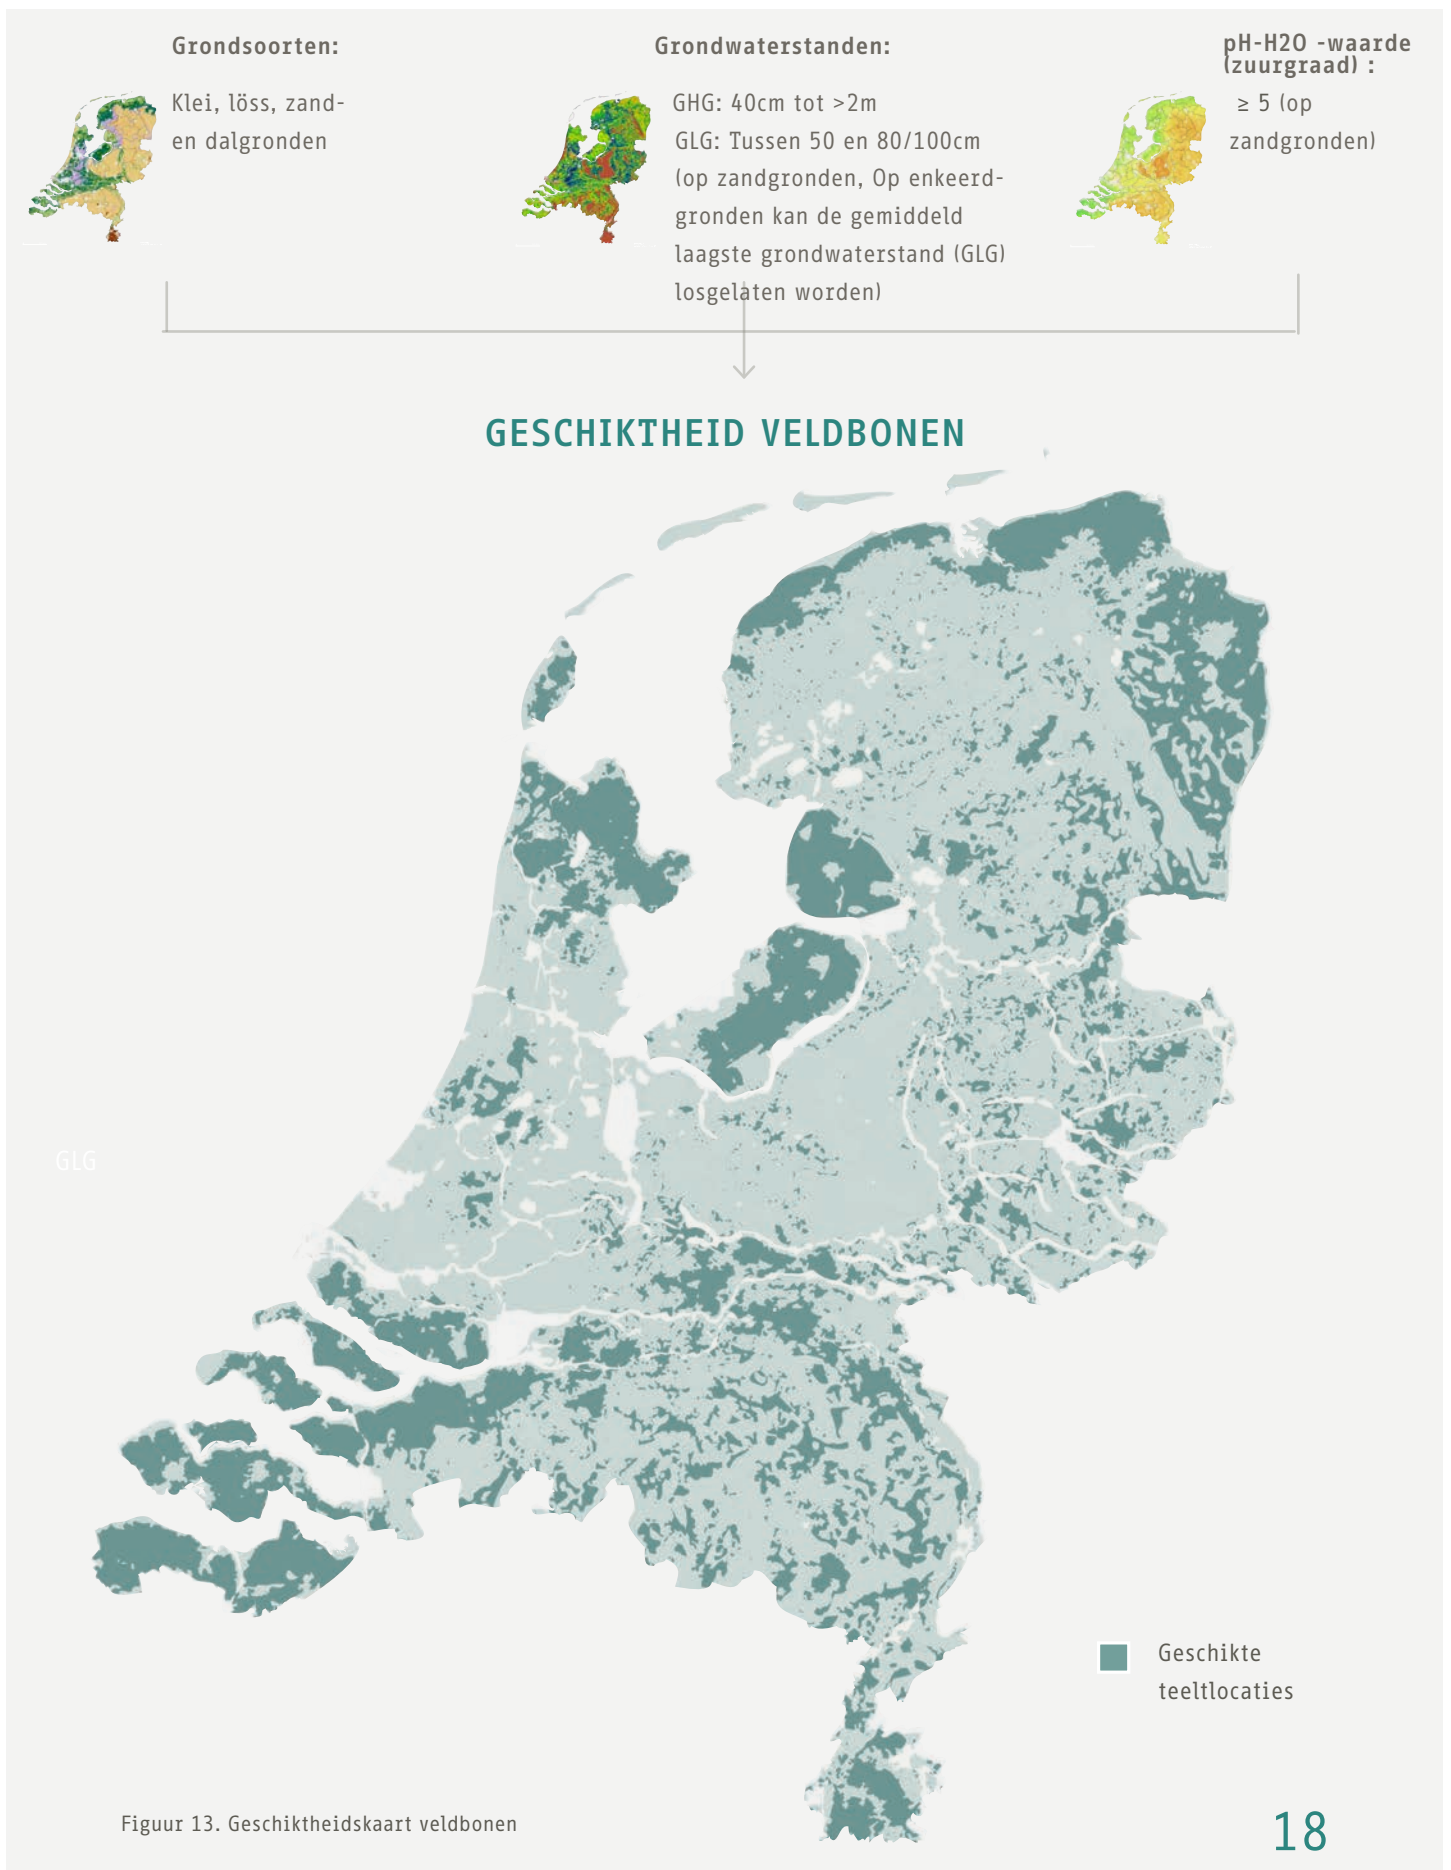 Grondsoorten:
Klei, löss, zand-
en dalgronden
Grondwaterstanden:
GHG: 40cm tot >2m
GLG: Tussen 50 en 80/100cm
(op zandgronden, Op enkeerd-
gronden kan de gemiddeld
laagste grondwaterstand (GLG)
losgelaten worden)
pH-H2O -waarde
(zuurgraad) :
≥ 5 (op
zandgronden)
GESCHIKTHEID VELDBONEN
GLG
Geschikte
teeltlocaties
Figuur 13. Geschiktheidskaart veldbonen
18